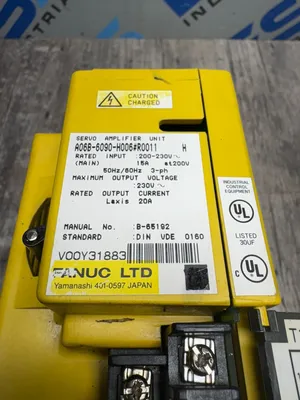 CAUTION
CHARGED
SERVO AMPLIFIER UNIT
A06B-6090-H006#R0011 H
RATED INPUT :200-230V~
(MAIN) 15A at200V
50Hz/60Hz 3-ph
MAXIMUM OUTPUT VOLTAGE
:230V~
RATED OUTPUT CURRENT
Laxis 20A
MANUAL NO. :B-65192
STANDARD :DIN VDE 0160
V00Y31883
FANUC LTD
Yamanashi 401-0597 JAPAN
INDUSTRIAL CONTROL
EQUIPMENT
UL
LISTED
30UF
C UL